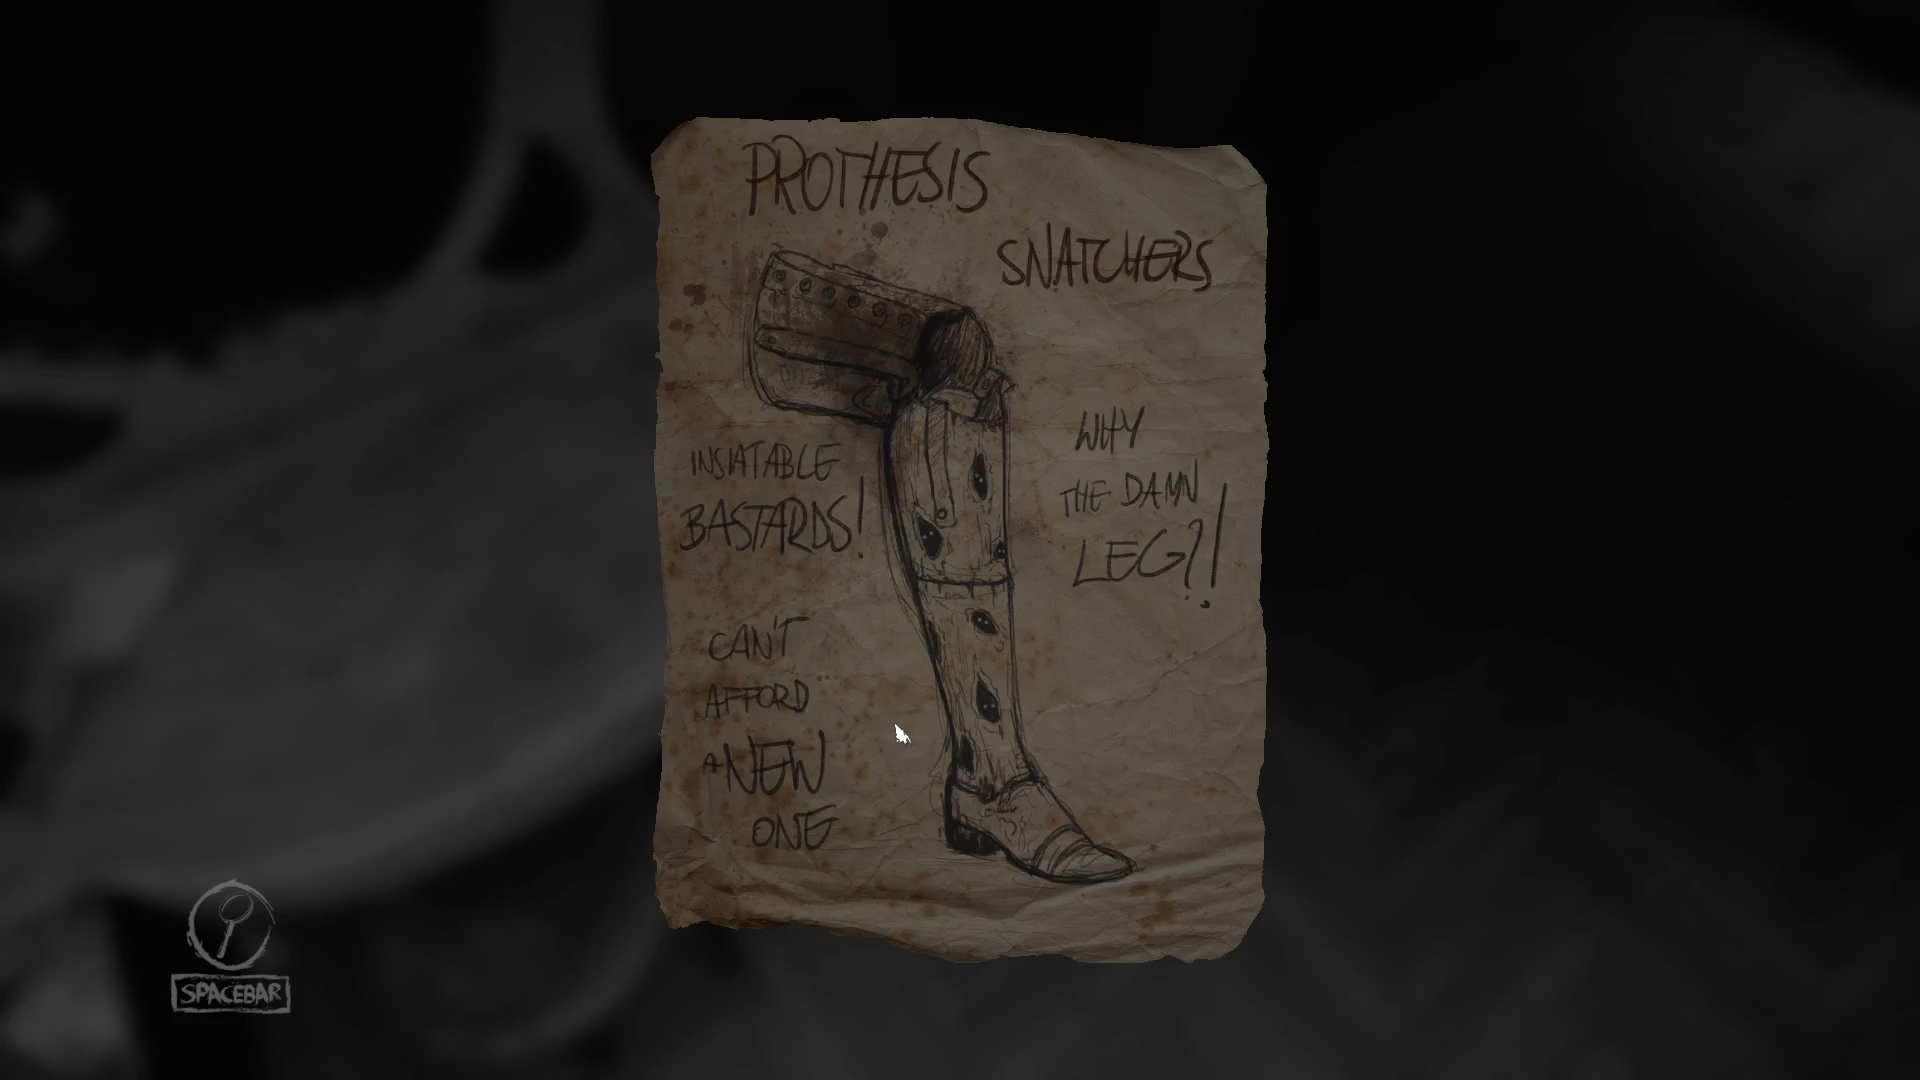 PROTHESIS
SNATCHERS
INSIATABLE
BASTARDS!
WHY
THE DAMN
LEG?!
CAN'T
AFFORD
A NEW
ONE
SPACEBAR